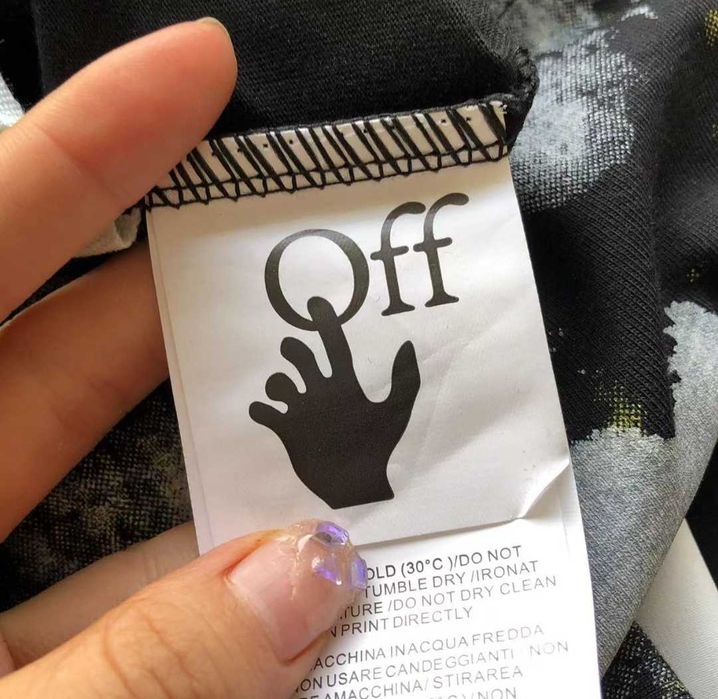 Off
OLD (30°C )/DO NOT
TUMBLE DRY /IRONAT
TURE /DO NOT DRY CLEAN
N PRINT DIRECTLY
ACCHINA INACQUA FREDDA
ON USARE CANDEGGIANTI NON
AMACCHINA/ STIRAREA